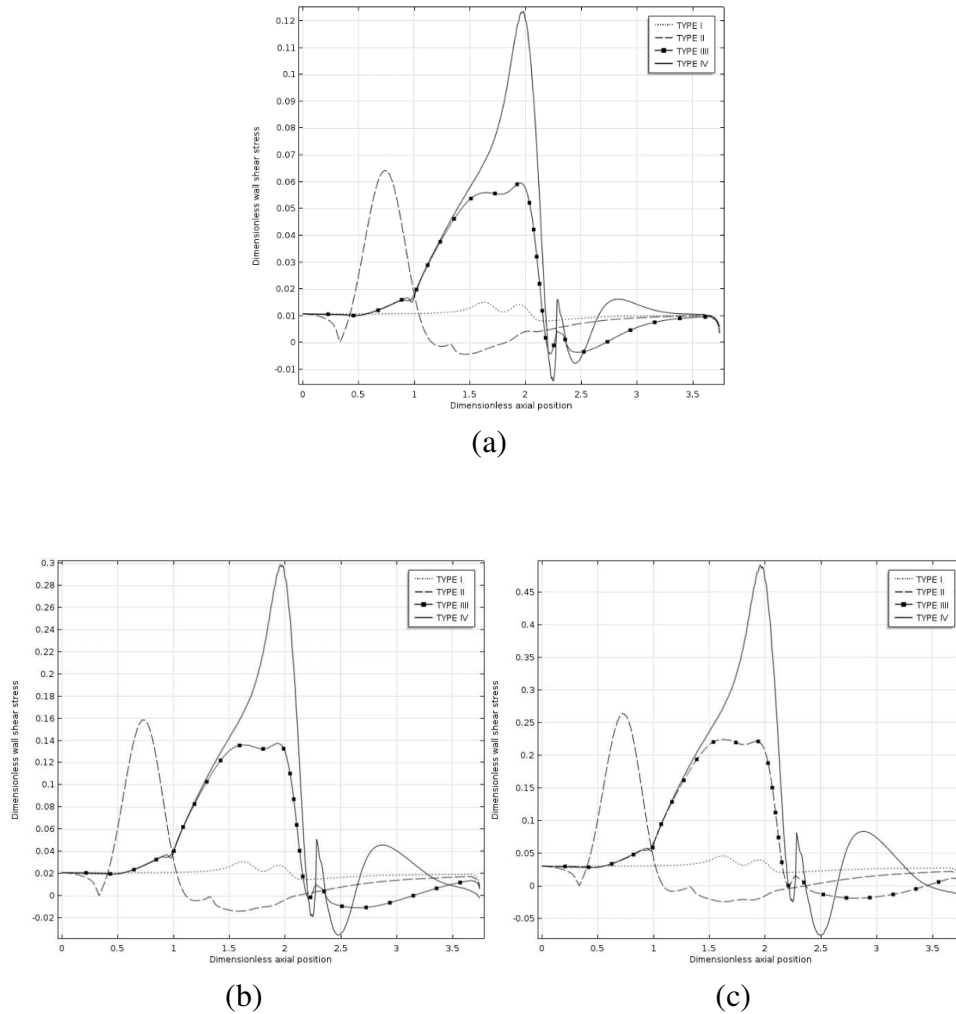 0.12
0.11
0.1
0.09
0.08
0.07
0.06
0.05
0.04
0.03
0.02
0.01
0
-0.01
Dimensionless wall shear stress
TYPE I
TYPE II
TYPE IIII
TYPE IV
0 0.5 1 1.5 2 2.5 3 3.5
Dimensionless axial position
(a)
0.3
0.28
0.26
0.24
0.22
0.2
0.18
0.16
0.14
0.12
0.1
0.08
0.06
0.04
0.02
0
-0.02
Dimensionless wall shear stress
TYPE I
TYPE II
TYPE IIII
TYPE IV
0 0.5 1 1.5 2 2.5 3 3.5
Dimensionless axial position
(b)
0.45
0.4
0.35
0.3
0.25
0.2
0.15
0.1
0.05
0
-0.05
Dimensionless wall shear stress
TYPE I
TYPE II
TYPE IIII
TYPE IV
0 0.5 1 1.5 2 2.5 3 3.5
Dimensionless axial position
(c)